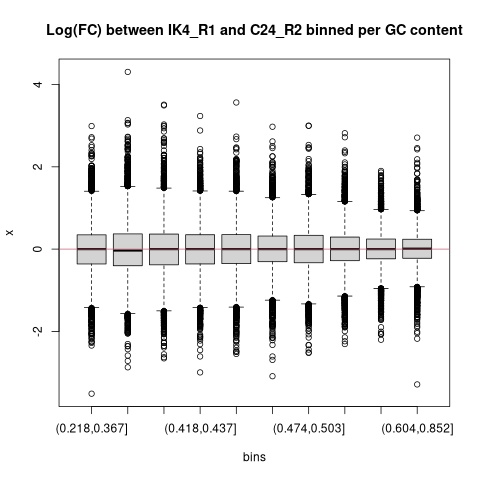 Log(FC) between IK4_R1 and C24_R2 binned per GC content
4
2
0
-2
x
(0.218,0.367] (0.418,0.437] (0.474,0.503] (0.604,0.852]
bins